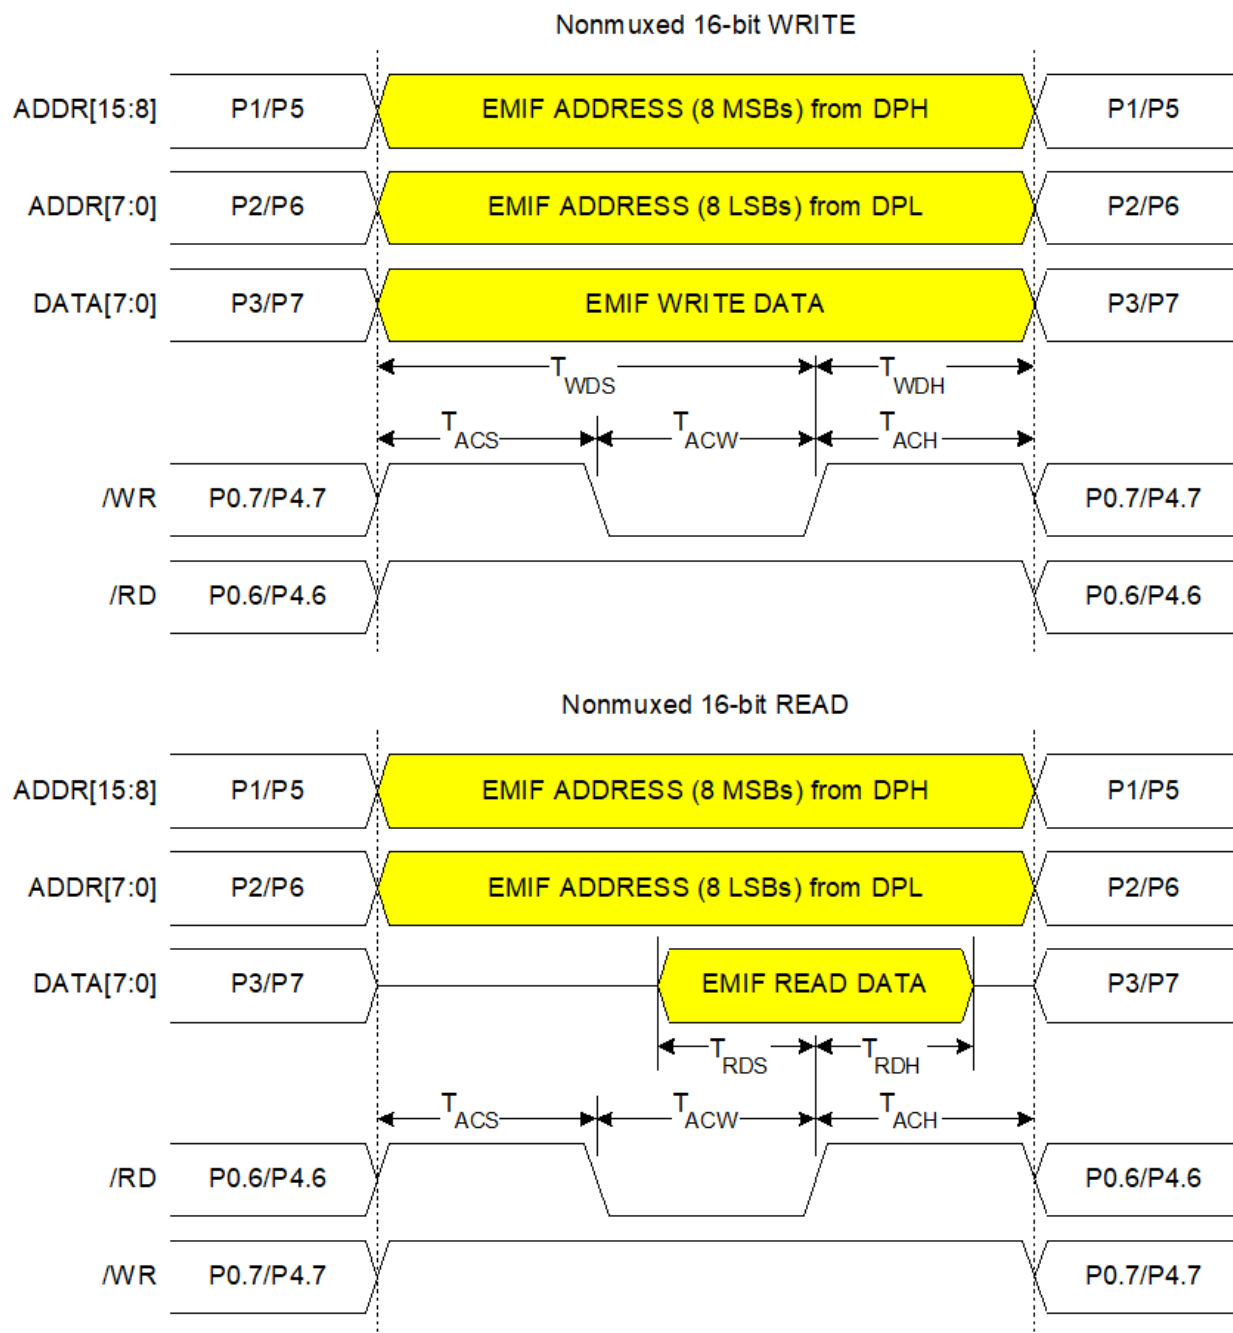 Nonmuxed 16-bit WRITE
ADDR[15:8] P1/P5 EMIF ADDRESS (8 MSBs) from DPH P1/P5
ADDR[7:0] P2/P6 EMIF ADDRESS (8 LSBs) from DPL P2/P6
DATA[7:0] P3/P7 EMIF WRITE DATA P3/P7
TWDS TWDH
TACS TACW TACH
/WR P0.7/P4.7 P0.7/P4.7
/RD P0.6/P4.6 P0.6/P4.6
Nonmuxed 16-bit READ
ADDR[15:8] P1/P5 EMIF ADDRESS (8 MSBs) from DPH P1/P5
ADDR[7:0] P2/P6 EMIF ADDRESS (8 LSBs) from DPL P2/P6
DATA[7:0] P3/P7 EMIF READ DATA P3/P7
TRDS TRDH
TACS TACW TACH
/RD P0.6/P4.6 P0.6/P4.6
/WR P0.7/P4.7 P0.7/P4.7